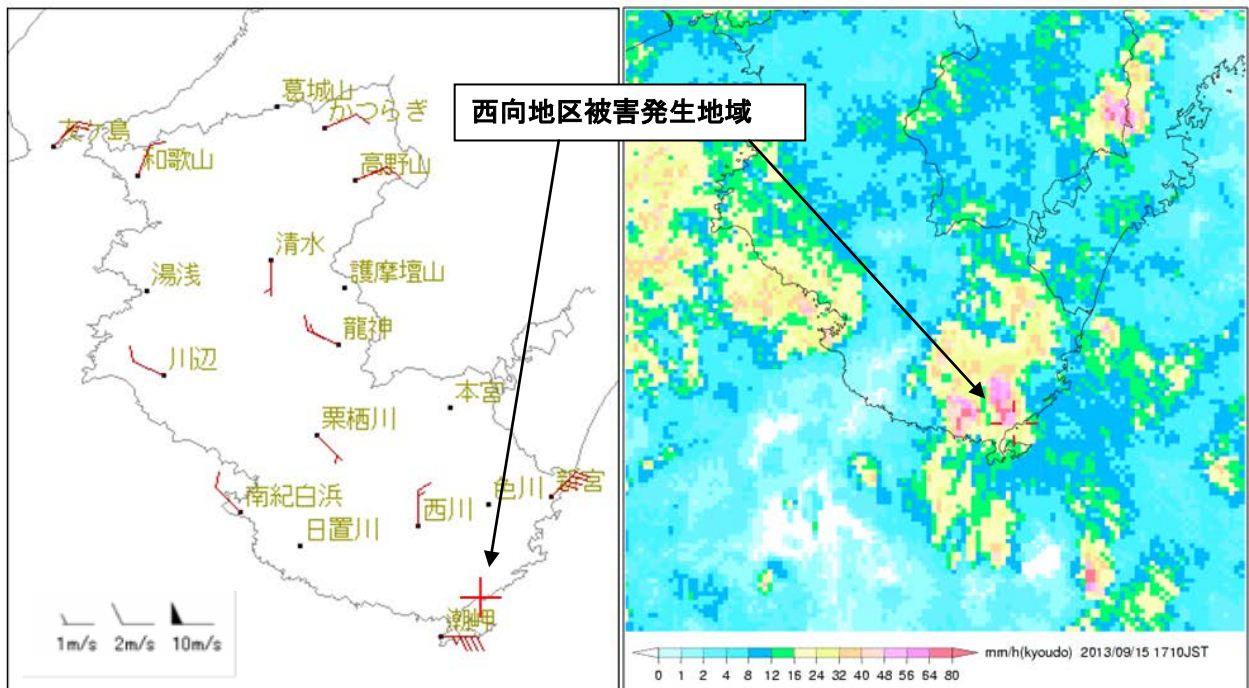 西向地区被害発生地域
葛城山
かつらぎ
友ケ島
和歌山
高野山
清水
湯浅
護摩壇山
龍神
川辺
本宮
栗栖川
南紀白浜
西川
色川
新宮
日置川
潮岬
1m/s 2m/s 10m/s
mm/h(kyoudo) 2013/09/15 1710JST
0 1 2 4 8 12 16 24 32 40 48 56 64 80